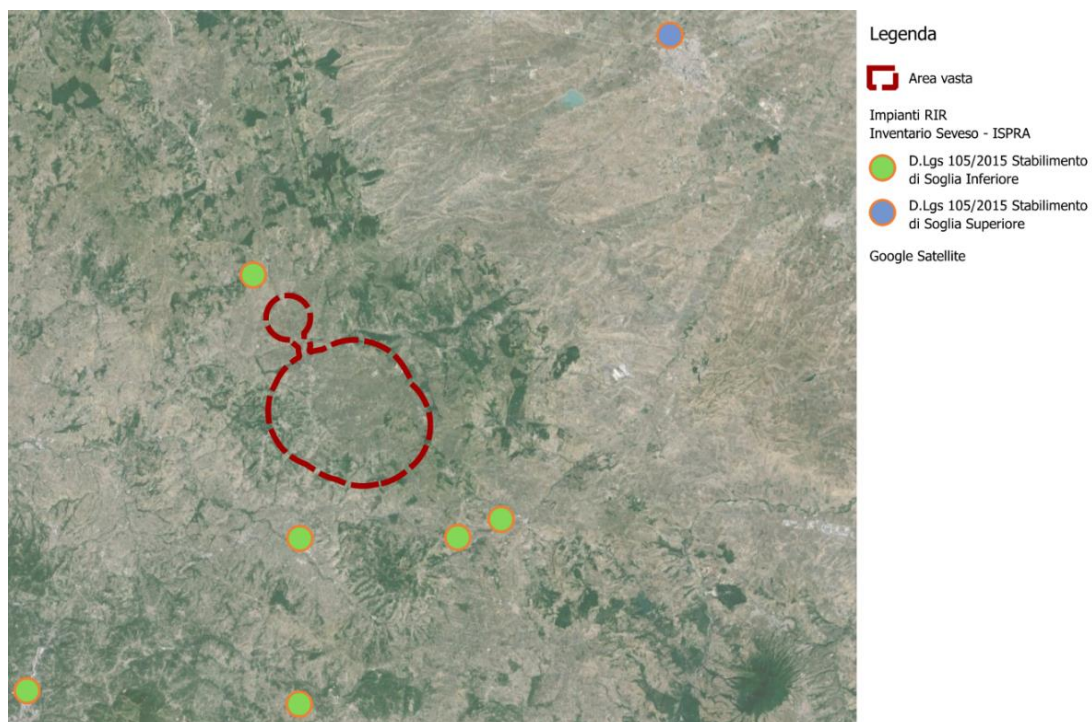 Legenda
Area vasta
Impianti RIR
Inventario Seveso - ISPRA
D.Lgs 105/2015 Stabilimento
di Soglia Inferiore
D.Lgs 105/2015 Stabilimento
di Soglia Superiore
Google Satellite